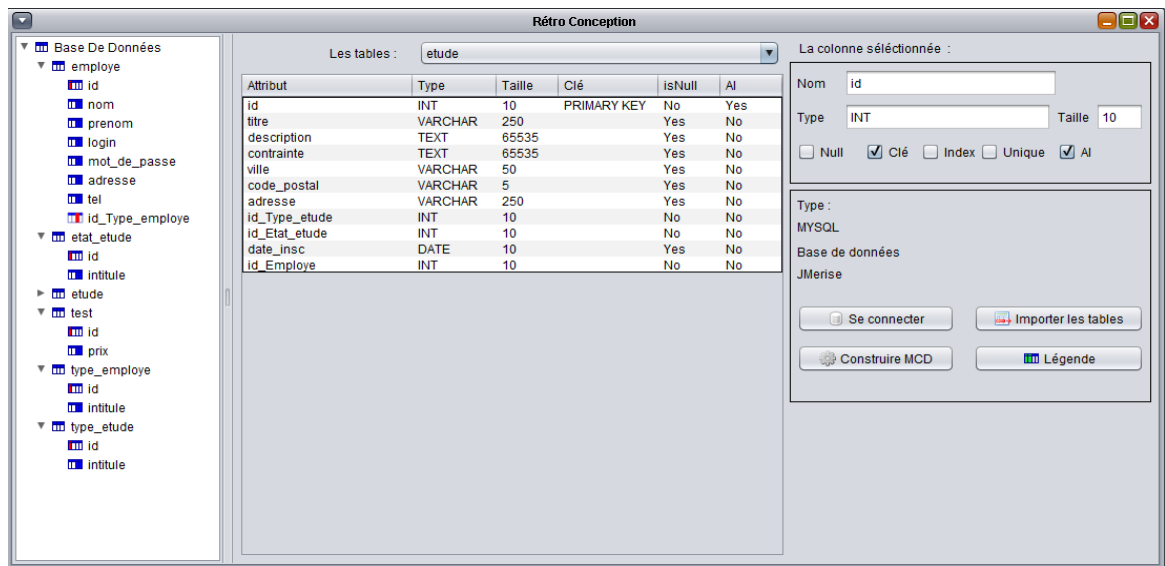 Rétro Conception
Base De Données
employe
id
nom
prenom
login
mot_de_passe
adresse
tel
id_Type_employe
etat_etude
id
intitule
etude
test
id
prix
type_employe
id
intitule
type_etude
id
intitule
Les tables : etude
Attribut Type Taille Clé isNull AI
id INT 10 PRIMARY KEY No Yes
titre VARCHAR 250 Yes No
description TEXT 65535 Yes No
contrainte TEXT 65535 Yes No
ville VARCHAR 50 Yes No
code_postal VARCHAR 5 Yes No
adresse VARCHAR 250 Yes No
id_Type_etude INT 10 No No
id_Etat_etude INT 10 No No
date_insc DATE 10 Yes No
id_Employe INT 10 No No
La colonne séléctionnée :
Nom id
Type INT Taille 10
Null Clé Index Unique AI
Type :
MYSQL
Base de données
JMerise
Se connecter Importer les tables
Construire MCD Légende